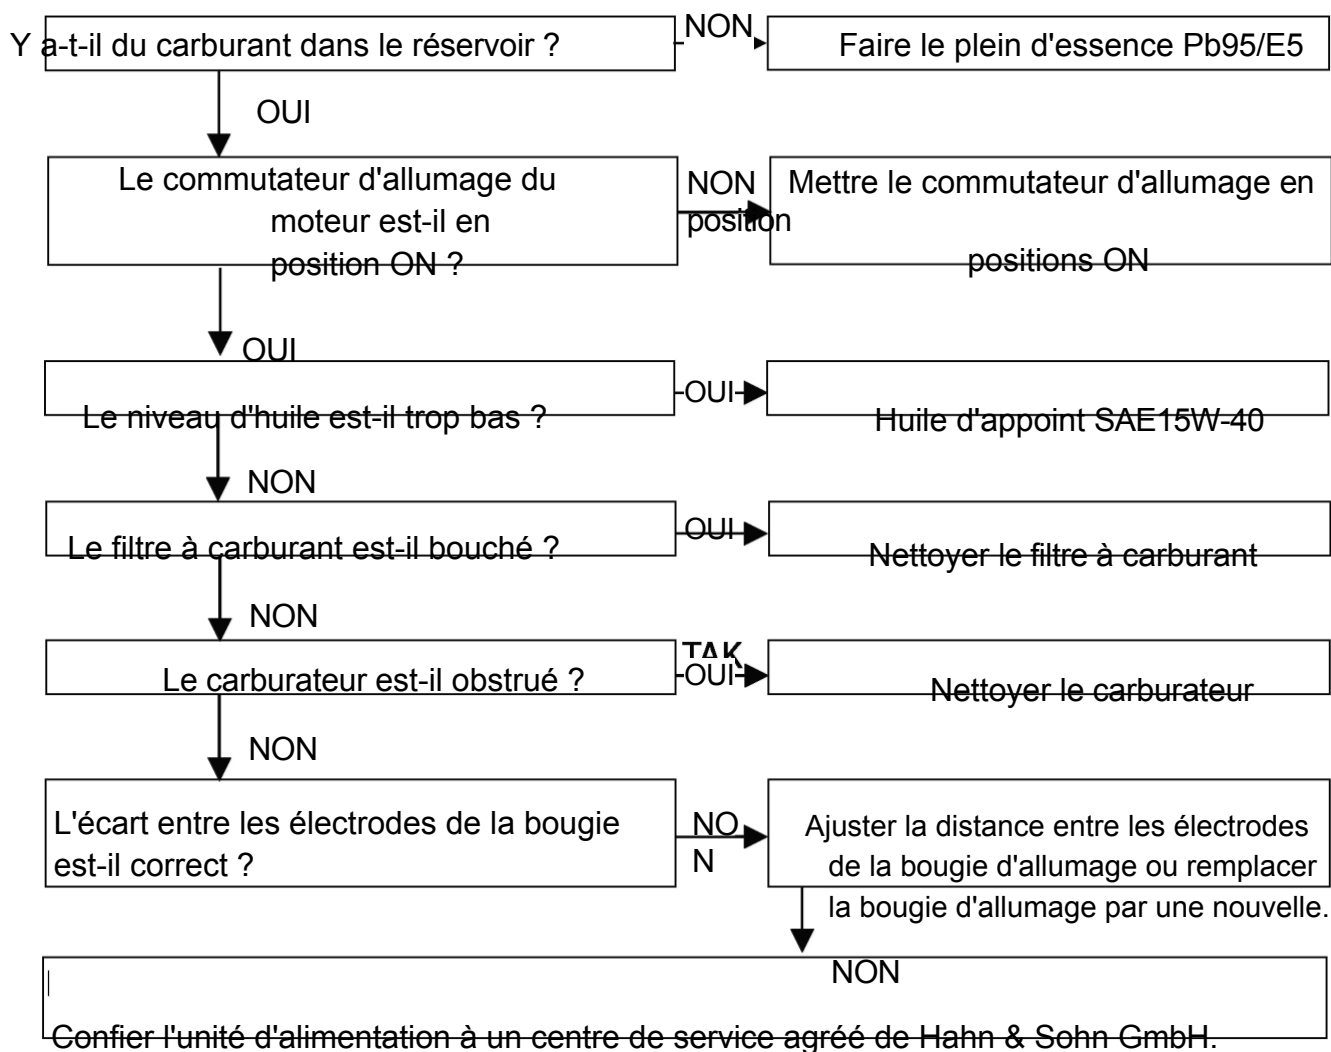 Y a-t-il du carburant dans le réservoir ?
NON
Faire le plein d'essence Pb95/E5
OUI
Le commutateur d'allumage du
moteur est-il en
position ON ?
NON
position
Mettre le commutateur d'allumage en
positions ON
OUI
Le niveau d'huile est-il trop bas ?
OUI
Huile d'appoint SAE15W-40
NON
Le filtre à carburant est-il bouché ?
OUI
Nettoyer le filtre à carburant
NON
Le carburateur est-il obstrué ?
TAK
OUI
Nettoyer le carburateur
NON
L'écart entre les électrodes de la bougie
est-il correct ?
NO
N
Ajuster la distance entre les électrodes
de la bougie d'allumage ou remplacer
la bougie d'allumage par une nouvelle.
NON
Confier l'unité d'alimentation à un centre de service agréé de Hahn & Sohn GmbH.